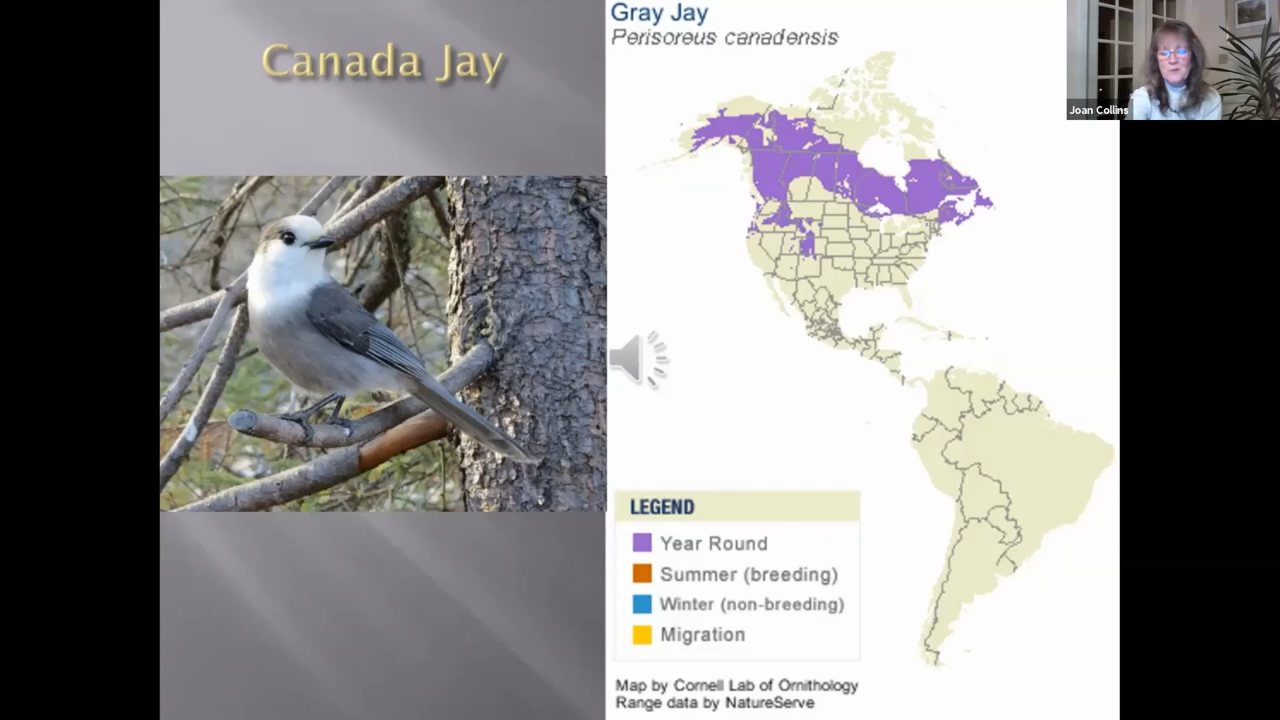 Canada Jay
Gray Jay
Perisoreus canadensis
Joan Collins
LEGEND
Year Round
Summer (breeding)
Winter (non-breeding)
Migration
Map by Cornell Lab of Ornithology
Range data by NatureServe